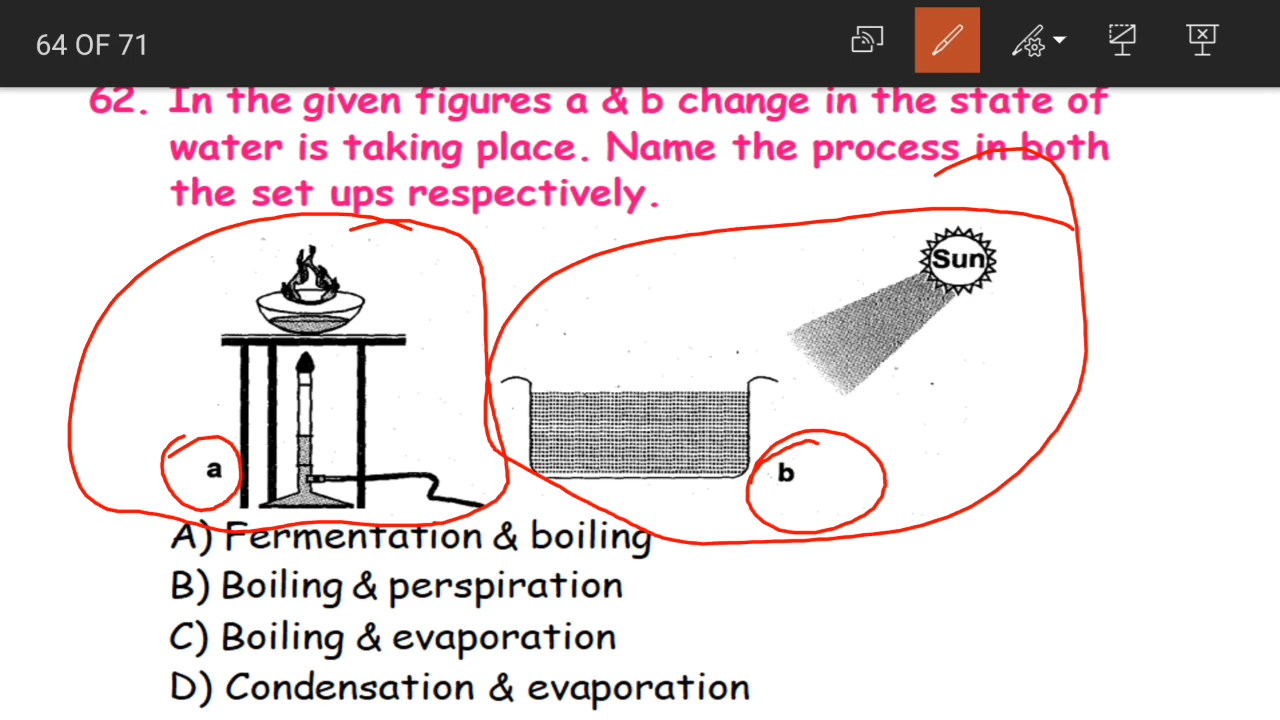 64 OF 71
62. In the given figures a & b change in the state of
water is taking place. Name the process in both
the set ups respectively.
Sun
a
b
A) Fermentation & boiling
B) Boiling & perspiration
C) Boiling & evaporation
D) Condensation & evaporation